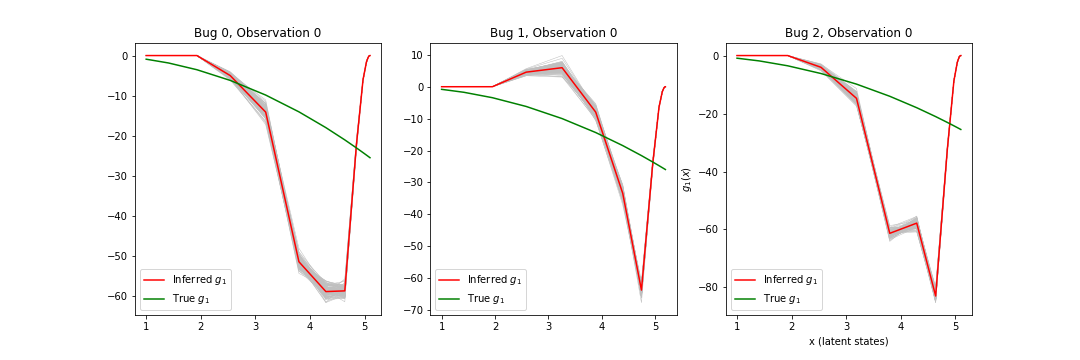 Bug 0, Observation 0
0
−10
−20
−30
−40
−50
−60
1 2 3 4 5
Inferred g₁
True g₁
Bug 1, Observation 0
10
0
−10
−20
−30
−40
−50
−60
−70
1 2 3 4 5
Inferred g₁
True g₁
Bug 2, Observation 0
g₁(x)
0
−20
−40
−60
−80
1 2 3 4 5
x (latent states)
Inferred g₁
True g₁